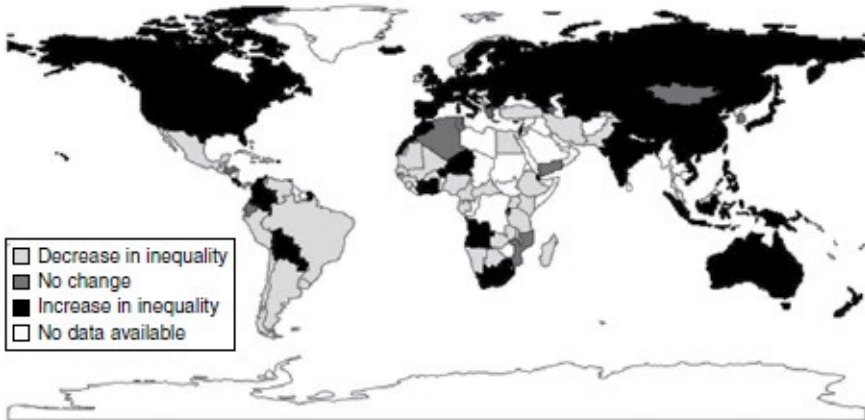 Decrease in inequality
No change
Increase in inequality
No data available